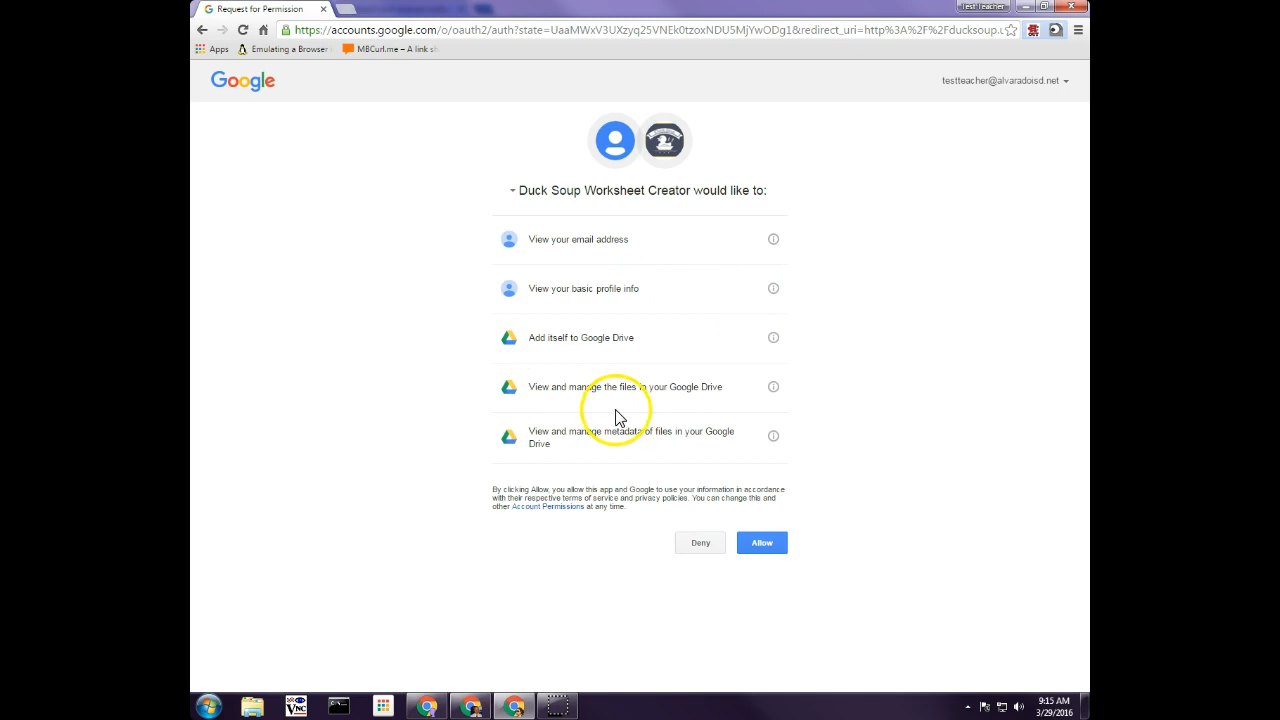 Request for Permission
Test Teacher
https://accounts.google.com/o/oauth2/auth?state=UaaMWxV3UXzyq25VNEk0tzoxNDU5MjYwODg1&redirect_uri=http%3A%2F%2Fducksoup.u
Apps Emulating a Browser MBCurl.me – A link sh
Google
testteacher@alvaradoisd.net
Duck Soup Worksheet Creator would like to:
View your email address
View your basic profile info
Add itself to Google Drive
View and manage the files in your Google Drive
View and manage metadata of files in your Google
Drive
By clicking Allow, you allow this app and Google to use your information in accordance
with their respective terms of service and privacy policies. You can change this and
other Account Permissions at any time.
Deny Allow
9:15 AM
3/29/2016